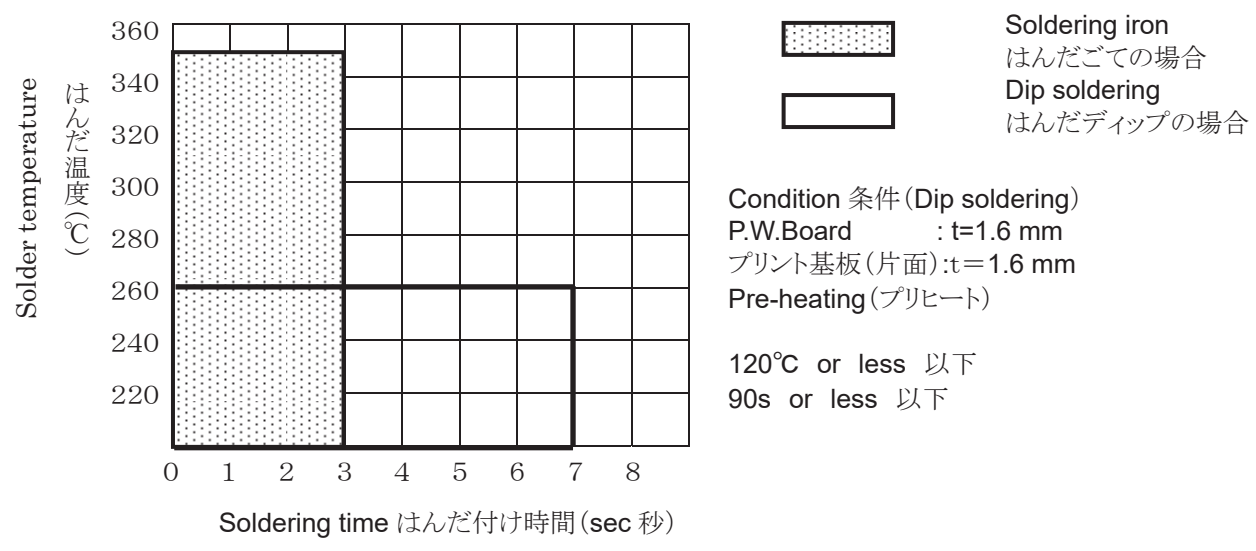 360
340
320
300
280
260
240
220
Solder temperature
はんだ温度(℃)
0 1 2 3 4 5 6 7 8
Soldering time はんだ付け時間(sec 秒)
Soldering iron
はんだごての場合
Dip soldering
はんだディップの場合
Condition 条件(Dip soldering)
P.W.Board : t=1.6 mm
プリント基板(片面):t=1.6 mm
Pre-heating(プリヒート)
120℃ or less 以下
90s or less 以下